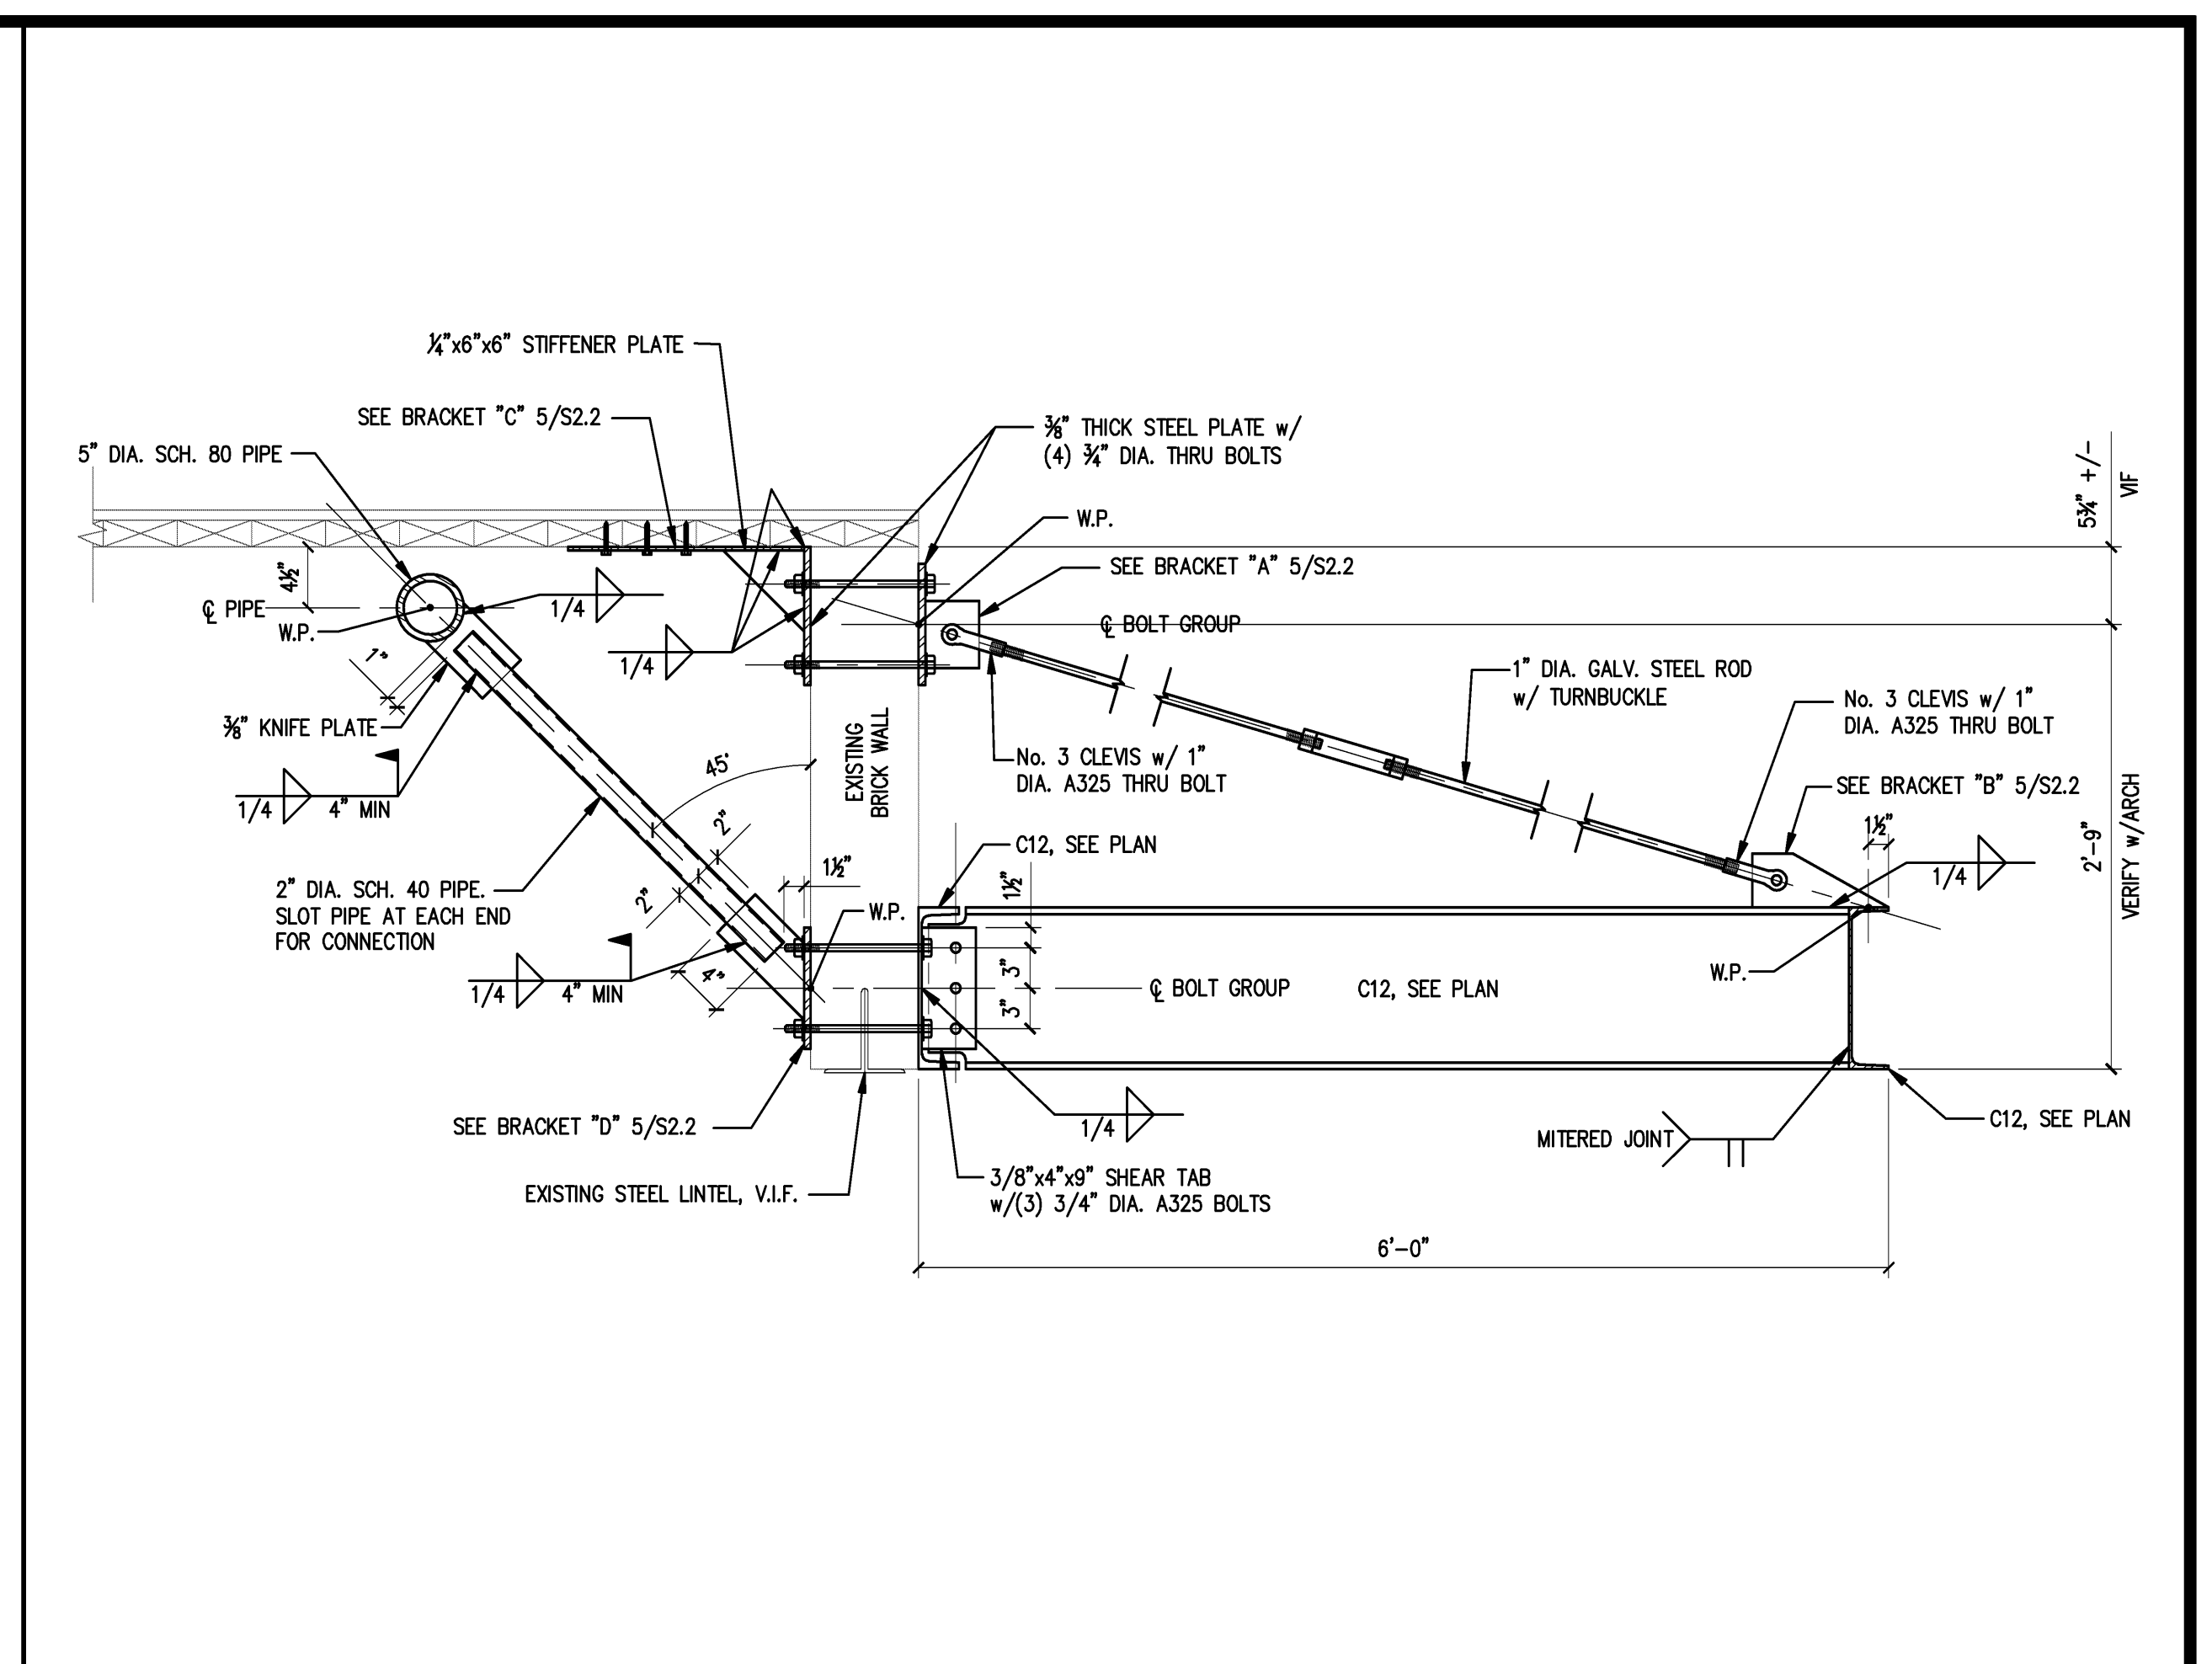 ¼"x6"x6" STIFFENER PLATE
SEE BRACKET "C" 5/S2.2
5" DIA. SCH. 80 PIPE
⅜" THICK STEEL PLATE w/
(4) ¾" DIA. THRU BOLTS
5¾" +/-
VIF
W.P.
SEE BRACKET "A" 5/S2.2
4½"
℄ PIPE
W.P.
1/4
℄ BOLT GROUP
1/4
1"
1" DIA. GALV. STEEL ROD
w/ TURNBUCKLE
No. 3 CLEVIS w/ 1"
DIA. A325 THRU BOLT
⅜" KNIFE PLATE
EXISTING
BRICK WALL
No. 3 CLEVIS w/ 1"
DIA. A325 THRU BOLT
45°
SEE BRACKET "B" 5/S2.2
1/4
4" MIN
2"
1½"
2'-9"
VERIFY w/ARCH
C12, SEE PLAN
1½"
1½"
1/4
2" DIA. SCH. 40 PIPE.
SLOT PIPE AT EACH END
FOR CONNECTION
2"
W.P.
4"
3"
3"
W.P.
1/4
4" MIN
℄ BOLT GROUP
C12, SEE PLAN
SEE BRACKET "D" 5/S2.2
1/4
MITERED JOINT
C12, SEE PLAN
EXISTING STEEL LINTEL, V.I.F.
3/8"x4"x9" SHEAR TAB
w/(3) 3/4" DIA. A325 BOLTS
6'-0"